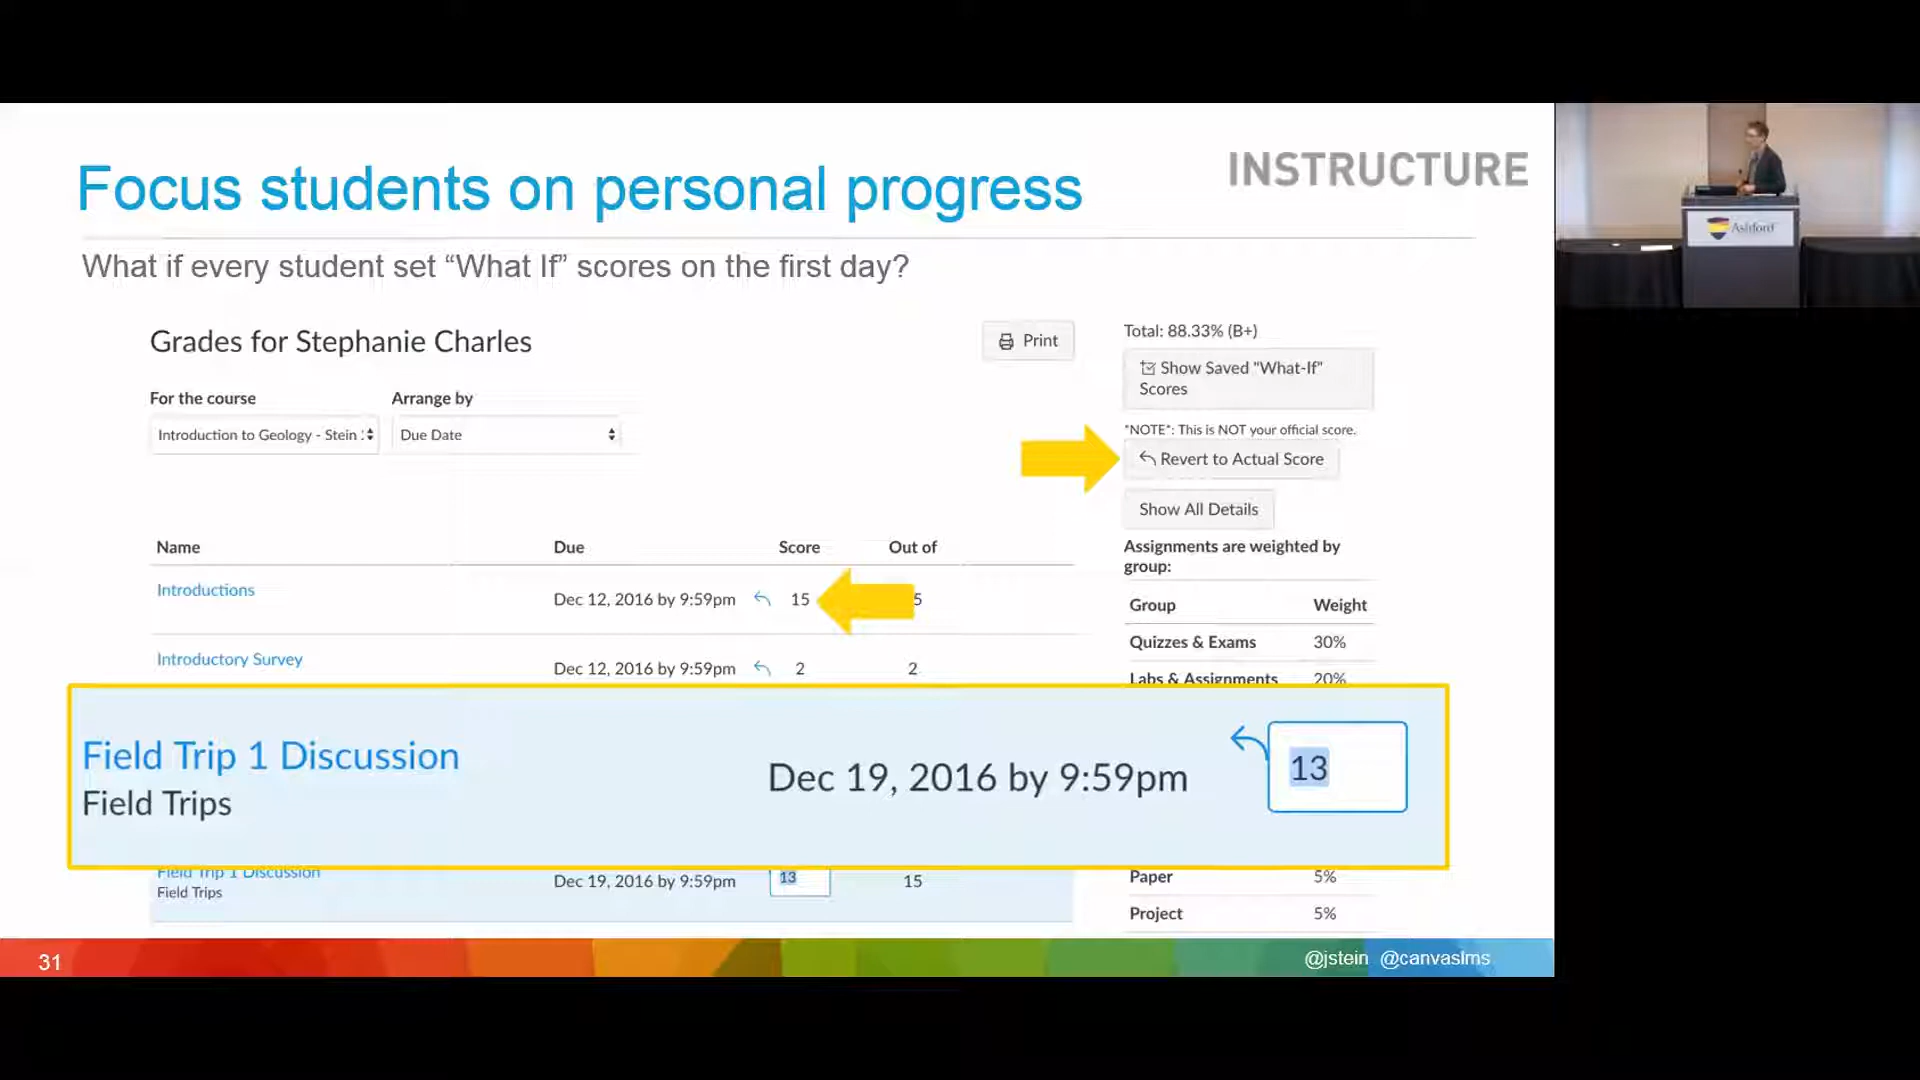 Focus students on personal progress
INSTRUCTURE
What if every student set “What If” scores on the first day?
Grades for Stephanie Charles
Print
For the course
Arrange by
Introduction to Geology - Stein
Due Date
Total: 88.33% (B+)
Show Saved "What-If"
Scores
*NOTE*: This is NOT your official score.
Revert to Actual Score
Show All Details
Assignments are weighted by
group:
Group Weight
Quizzes & Exams 30%
Labs & Assignments 20%
Name Due Score Out of
Introductions
Dec 12, 2016 by 9:59pm 15 5
Introductory Survey
Dec 12, 2016 by 9:59pm 2 2
Field Trip 1 Discussion
Field Trips
Dec 19, 2016 by 9:59pm 13
Field Trip 1 Discussion
Field Trips
Dec 19, 2016 by 9:59pm 13 15
Paper 5%
Project 5%
31
@jstein @canvaslms
Ashford